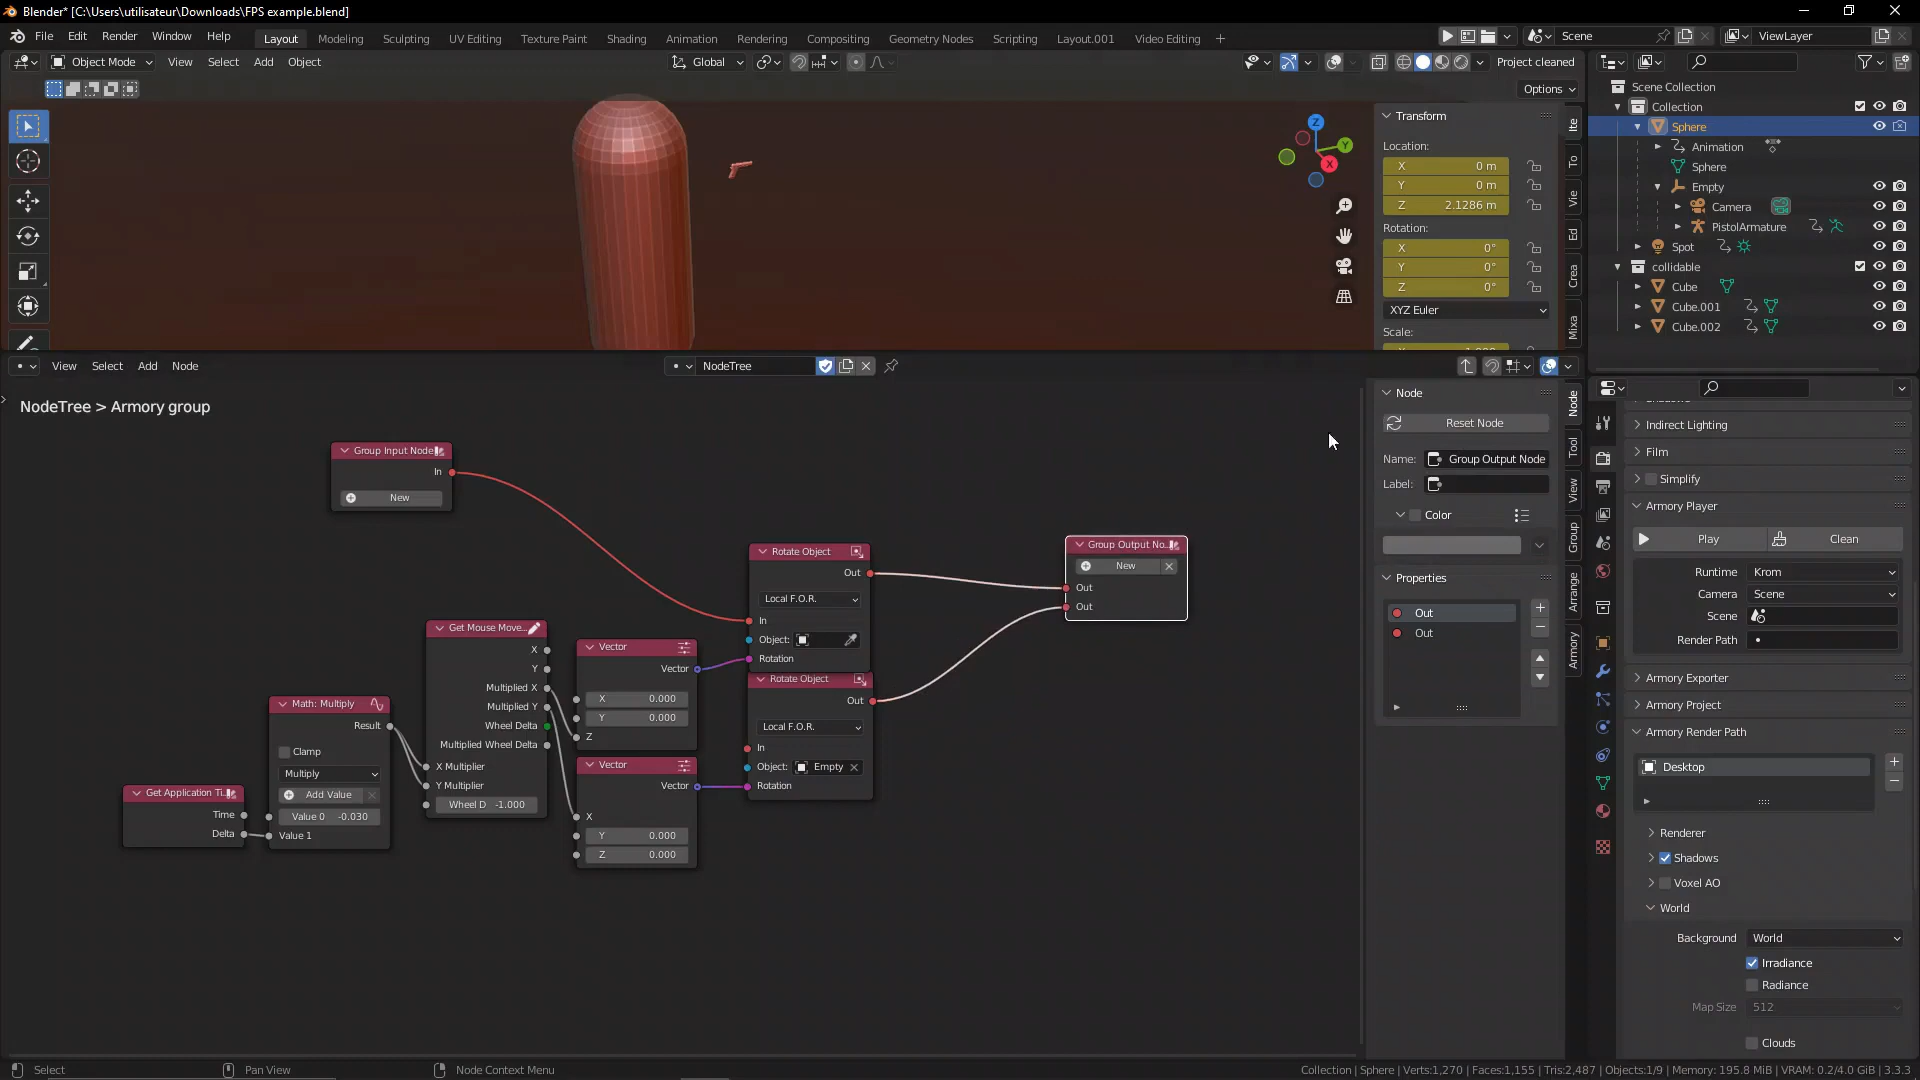 Blender* [C:\Users\utilisateur\Downloads\FPS example.blend]
File Edit Render Window Help Layout Modeling Sculpting UV Editing Texture Paint Shading Animation Rendering Compositing Geometry Nodes Scripting Layout.001 Video Editing + Scene ViewLayer
Object Mode View Select Add Object Global Project cleaned
Options
Transform
Location:
X 0 m
Y 0 m
Z 2.1286 m
Rotation:
X 0°
Y 0°
Z 0°
XYZ Euler
Scale:
Z
Y
X
Ite
To
Vie
Ed
Crea
Mixa
Scene Collection
Collection
Sphere
Animation
Sphere
Empty
Camera
PistolArmature
Spot
collidable
Cube
Cube.001
Cube.002
View Select Add Node NodeTree
NodeTree > Armory group
Group Input Node
In
New
Get Mouse Move...
X
Y
Multiplied X
Multiplied Y
Wheel Delta
Multiplied Wheel Delta
X Multiplier
Y Multiplier
Wheel D -1.000
Math: Multiply
Result
Clamp
Multiply
Add Value
Value 0 -0.030
Value 1
Get Application Ti...
Time
Delta
Vector
Vector
X 0.000
Y 0.000
Z
Vector
Vector
X
Y 0.000
Z 0.000
Rotate Object
Out
Local F.O.R.
In
Object:
Rotation
Rotate Object
Out
Local F.O.R.
In
Object: Empty
Rotation
Group Output No...
New
Out
Out
Node
Reset Node
Name: Group Output Node
Label:
Color
Properties
Out
Out
Node
Tool
View
Group
Arrange
Armory
Indirect Lighting
Film
Simplify
Armory Player
Play Clean
Runtime Krom
Camera Scene
Scene
Render Path
Armory Exporter
Armory Project
Armory Render Path
Desktop
Renderer
Shadows
Voxel AO
World
Background World
Irradiance
Radiance
Map Size 512
Clouds
Select Pan View Node Context Menu Collection | Sphere | Verts:1,270 | Faces:1,155 | Tris:2,487 | Objects:1/9 | Memory: 195.8 MiB | VRAM: 0.2/4.0 GiB | 3.3.3